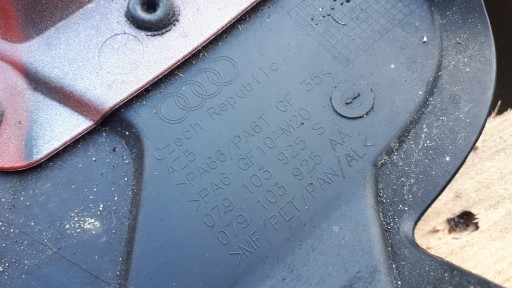 Czech Republic
A-5
>PA66/PA6T GF 35<
>PA6 GF10-M20
079 103 925 S
079 103 925 AA
>MF/PET/PAN/AL<